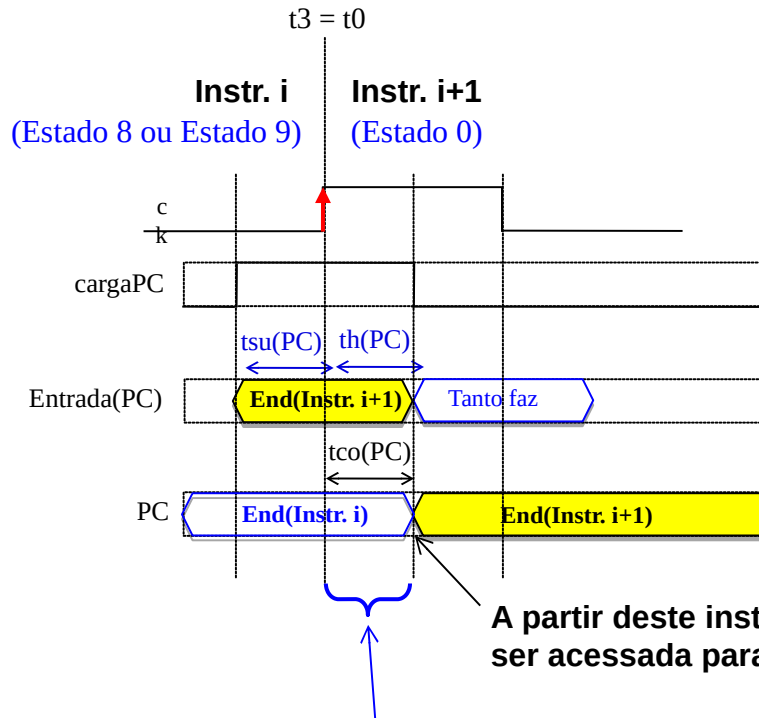 t3 = t0
Instr. i
Instr. i+1
(Estado 8 ou Estado 9)
(Estado 0)
c
k
cargaPC
tsu(PC)
th(PC)
Entrada(PC)
End(Instr. i+1)
Tanto faz
tco(PC)
PC
End(Instr. i)
End(Instr. i+1)
A partir deste inst
ser acessada para